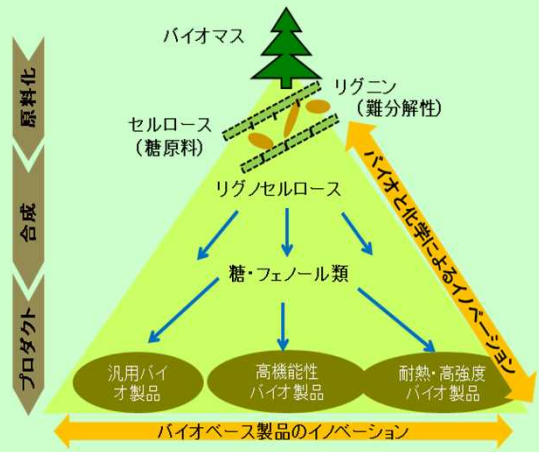 バイオマス
リグニン
(難分解性)
セルロース
(糖原料)
リグノセルロース
糖・フェノール類
汎用バイ
オ製品
高機能性
バイオ製品
耐熱・高強度
バイオ製品
原料化
合成
プロダクト
バイオと化学によるイノベーション
バイオベース製品のイノベーション